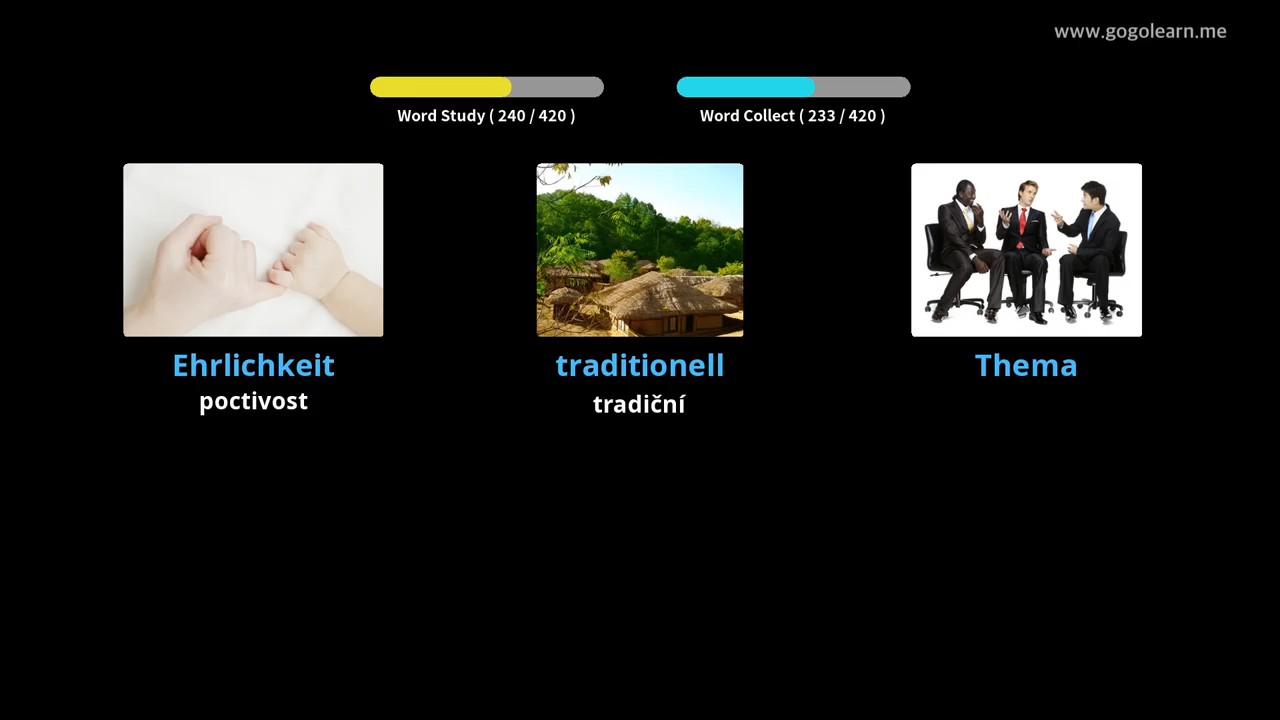 www.gogolearn.me
Word Study ( 240 / 420 )
Word Collect ( 233 / 420 )
Ehrlichkeit
poctivost
traditionell
tradiční
Thema